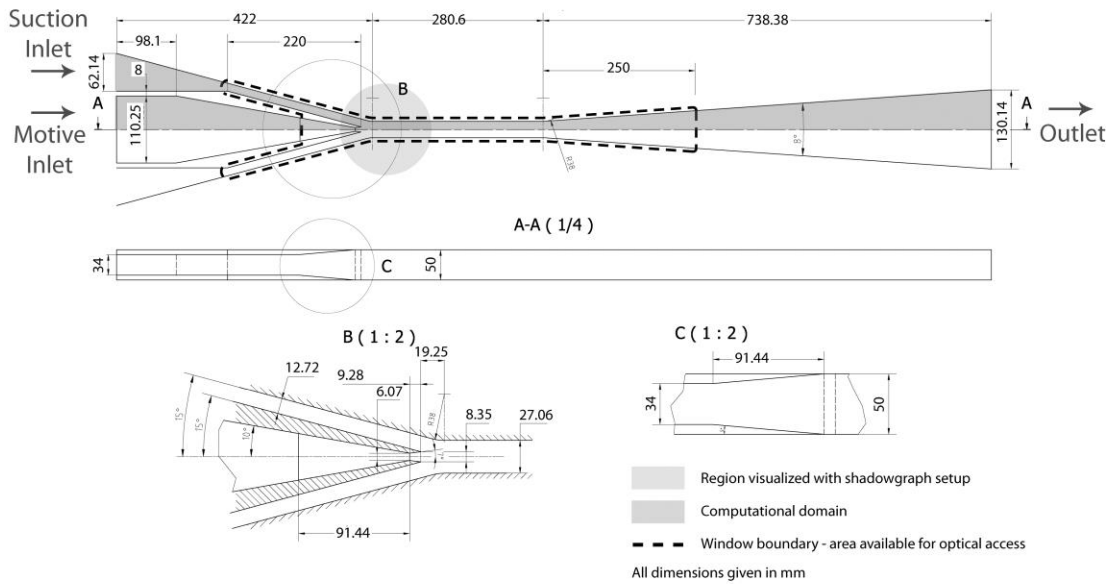 Suction
Inlet
Motive
Inlet
Outlet
422
280.6
738.38
98.1
220
250
62.14
8
A
110.25
B
R38
8°
A
130.14
A-A ( 1/4 )
34
C
50
B ( 1 : 2 )
19.25
12.72
9.28
6.07
R38
8.35
27.06
15°
15°
10°
91.44
C ( 1 : 2 )
91.44
34
50
Region visualized with shadowgraph setup
Computational domain
Window boundary - area available for optical access
All dimensions given in mm